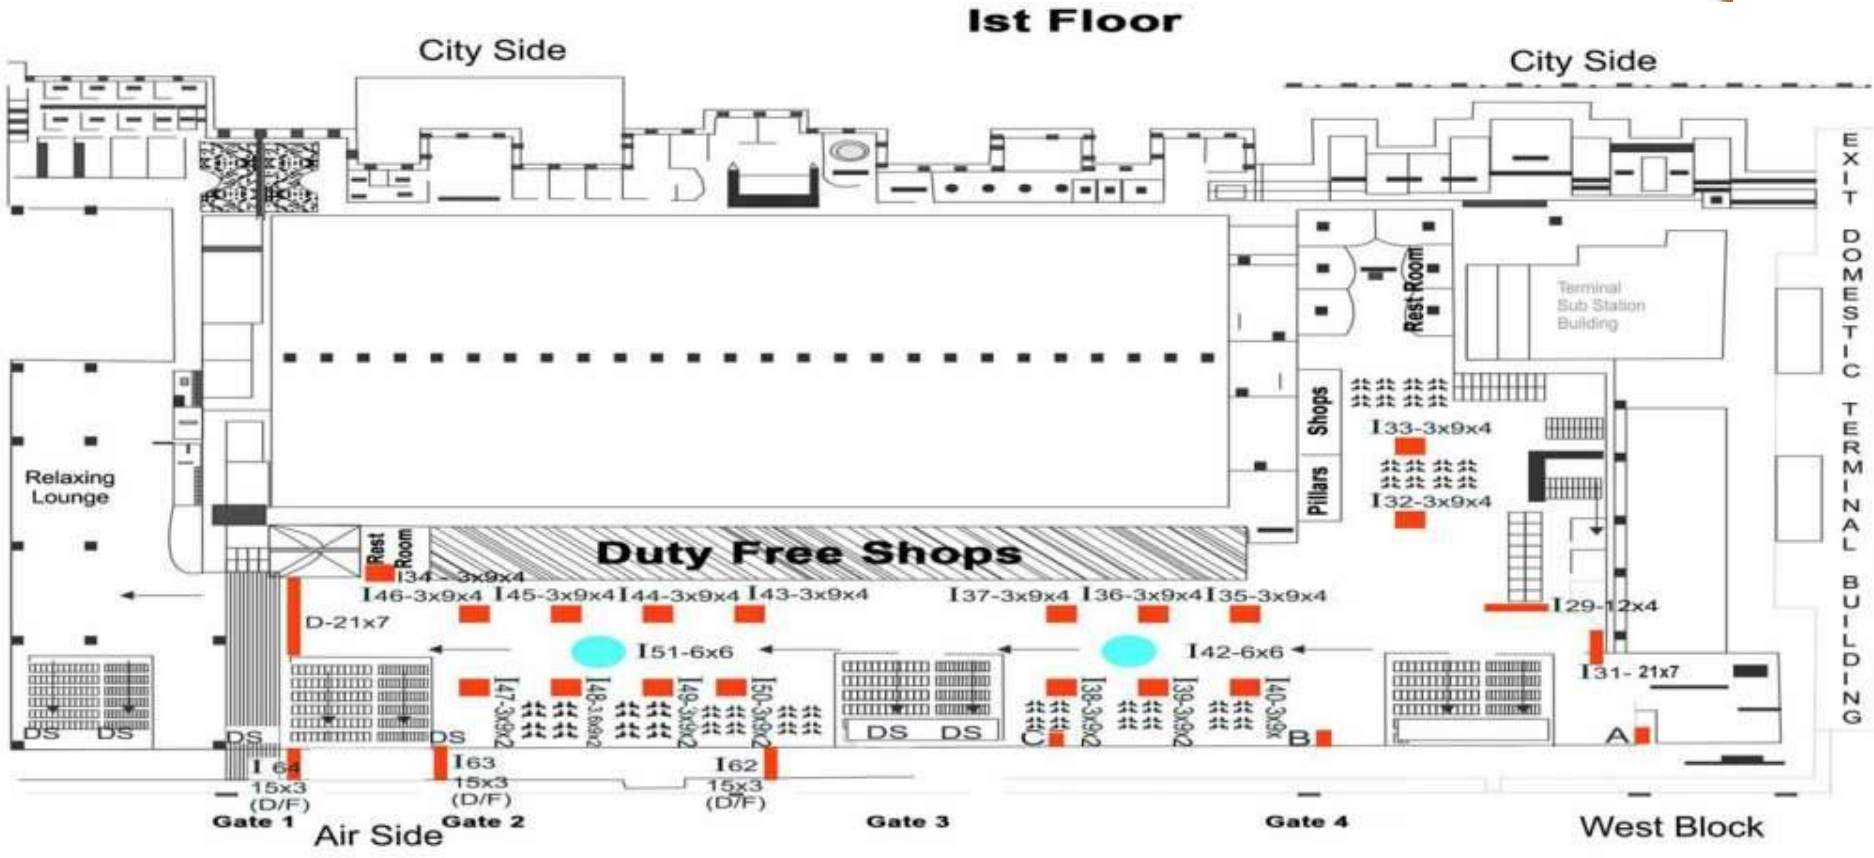 Ist Floor
City Side
City Side
EXIT DOMESTIC TERMINAL BUILDING
Rest Room
Terminal
Sub Station
Building
Shops
Pillars
I33-3x9x4
I32-3x9x4
Relaxing
Lounge
Rest
Room
Duty Free Shops
I34 - 3x9x4
I46-3x9x4
I45-3x9x4
I44-3x9x4
I43-3x9x4
I37-3x9x4
I36-3x9x4
I35-3x9x4
I29-12x4
D-21x7
I51-6x6
I42-6x6
I31- 21x7
I47-3x9x2
I48-3x9x2
I49-3x9x2
I50-3x9x2
I38-3x9x2
I39-3x9x2
I40-3x9x
DS
DS
DS
DS
DS
DS
C
B
A
I 64
15x3
(D/F)
I63
15x3
(D/F)
I62
15x3
(D/F)
Gate 1
Air Side
Gate 2
Gate 3
Gate 4
West Block